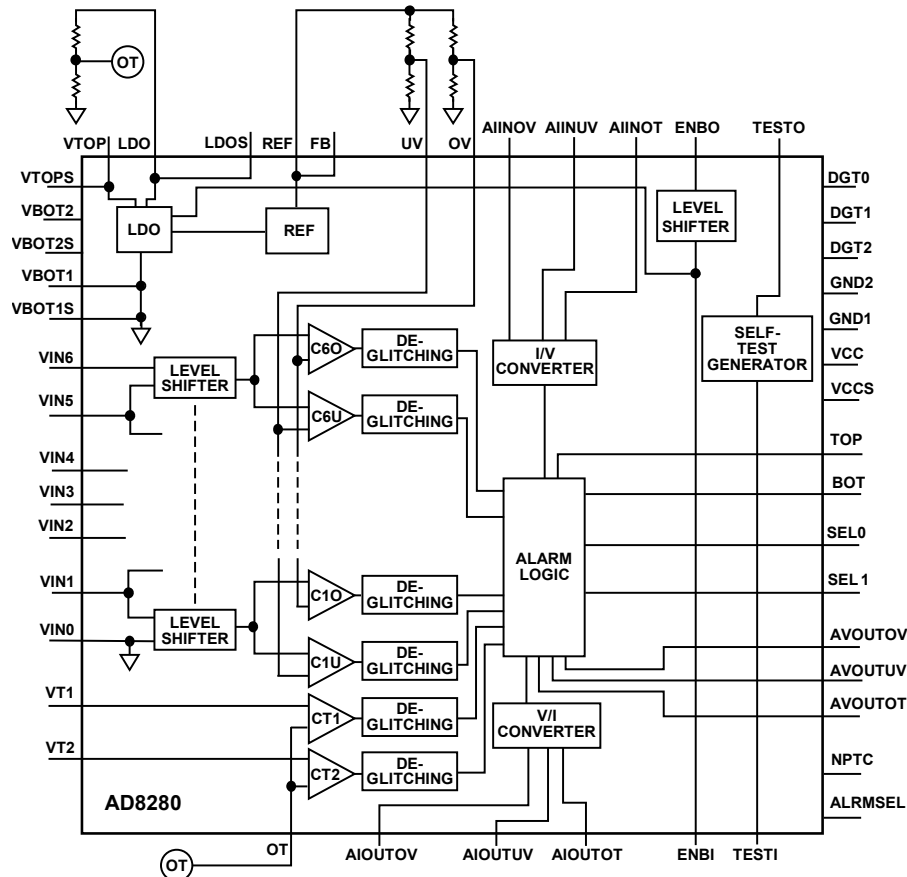 OT
VTOP LDO LDOS REF FB UV OV AIINOV AIINUV AIINOT ENBO TESTO
VTOPS
VBOT2
VBOT2S
VBOT1
VBOT1S
VIN6
VIN5
VIN4
VIN3
VIN2
VIN1
VIN0
VT1
VT2
LDO
REF
LEVEL
SHIFTER
LEVEL
SHIFTER
C6O
C6U
C1O
C1U
CT1
CT2
DE-
GLITCHING
DE-
GLITCHING
DE-
GLITCHING
DE-
GLITCHING
DE-
GLITCHING
DE-
GLITCHING
I/V
CONVERTER
ALARM
LOGIC
V/I
CONVERTER
LEVEL
SHIFTER
SELF-
TEST
GENERATOR
DGT0
DGT1
DGT2
GND2
GND1
VCC
VCCS
TOP
BOT
SEL0
SEL1
AVOUTOV
AVOUTUV
AVOUTOT
NPTC
ALRMSEL
AD8280
OT
OT AIOUTOV AIOUTUV AIOUTOT ENBI TESTI